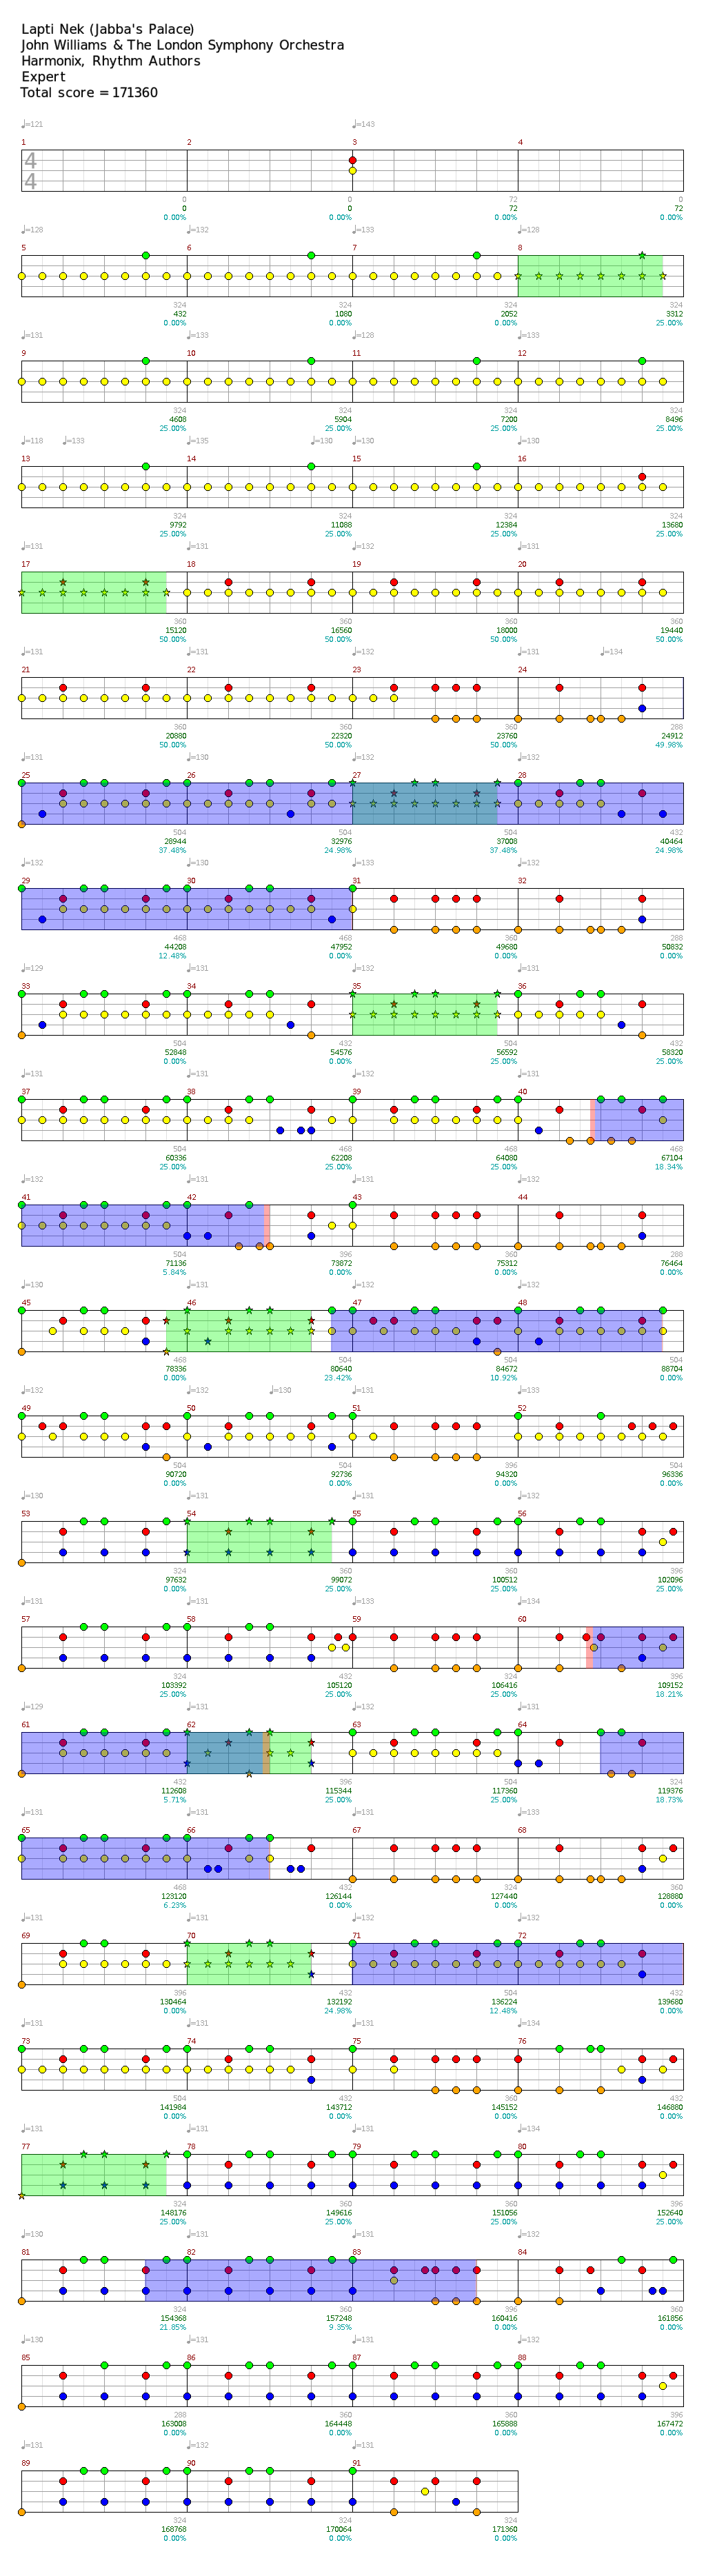 Lapti Nek (Jabba's Palace)
John Williams & The London Symphony Orchestra
Harmonix, Rhythm Authors
Expert
Total score = 171360
♩=121 ♩=143
1 2 3 4
4
4
0 0 72 0
0 0 72 72
0.00% 0.00% 0.00% 0.00%
♩=128 ♩=132 ♩=133 ♩=128
5 6 7 8
324 324 324 324
432 1080 2052 3312
0.00% 0.00% 0.00% 25.00%
♩=131 ♩=133 ♩=128 ♩=133
9 10 11 12
324 324 324 324
4608 5904 7200 8496
25.00% 25.00% 25.00% 25.00%
♩=118 ♩=133 ♩=135 ♩=130 ♩=130 ♩=130
13 14 15 16
324 324 324 324
9792 11088 12384 13680
25.00% 25.00% 25.00% 25.00%
♩=131 ♩=131 ♩=132 ♩=131
17 18 19 20
360 360 360 360
15120 16560 18000 19440
50.00% 50.00% 50.00% 50.00%
♩=131 ♩=131 ♩=132 ♩=131 ♩=134
21 22 23 24
360 360 360 288
20880 22320 23760 24912
50.00% 50.00% 50.00% 49.98%
♩=131 ♩=130 ♩=132 ♩=132
25 26 27 28
504 504 504 432
28944 32976 37008 40464
37.48% 24.98% 37.48% 24.98%
♩=132 ♩=130 ♩=133 ♩=132
29 30 31 32
468 468 360 288
44208 47952 49680 50832
12.48% 0.00% 0.00% 0.00%
♩=129 ♩=131 ♩=132 ♩=131
33 34 35 36
504 432 504 432
52848 54576 56592 58320
0.00% 0.00% 25.00% 25.00%
♩=131 ♩=131 ♩=132 ♩=131
37 38 39 40
504 468 468 468
60336 62208 64080 67104
25.00% 25.00% 25.00% 18.34%
♩=132 ♩=131 ♩=131
41 42 43 44
504 396 360 288
71136 73872 75312 76464
5.84% 0.00% 0.00% 0.00%
♩=130 ♩=131 ♩=132 ♩=132
45 46 47 48
468 504 504 504
78336 80640 84672 88704
0.00% 23.42% 10.92% 0.00%
♩=132 ♩=132 ♩=130 ♩=131 ♩=133
49 50 51 52
504 504 396 504
90720 92736 94320 96336
0.00% 0.00% 0.00% 0.00%
♩=130 ♩=131 ♩=131 ♩=132
53 54 55 56
324 504 360 396
97632 99072 100512 102096
0.00% 25.00% 25.00% 25.00%
♩=131 ♩=131 ♩=133 ♩=134
57 58 59 60
324 432 324 396
103392 105120 106416 109152
25.00% 25.00% 25.00% 18.21%
♩=129 ♩=131 ♩=131 ♩=131
61 62 63 64
432 396 504 324
112608 115344 117360 119376
5.71% 25.00% 25.00% 18.73%
♩=131 ♩=131 ♩=131 ♩=133
65 66 67 68
468 432 324 360
123120 126144 127440 128880
6.23% 0.00% 0.00% 0.00%
♩=131 ♩=131 ♩=132 ♩=132
69 70 71 72
396 432 504 432
130464 132192 136224 139680
0.00% 24.98% 12.48% 0.00%
♩=131 ♩=131 ♩=131 ♩=134
73 74 75 76
504 432 360 432
141984 143712 145152 146880
0.00% 0.00% 0.00% 0.00%
♩=131 ♩=131 ♩=131 ♩=134
77 78 79 80
324 360 360 396
148176 149616 151056 152640
25.00% 25.00% 25.00% 25.00%
♩=130 ♩=131 ♩=131 ♩=132
81 82 83 84
324 360 396 360
154368 157248 160416 161856
21.85% 9.35% 0.00% 0.00%
♩=130 ♩=131 ♩=131 ♩=132
85 86 87 88
288 360 360 396
163008 164448 165888 167472
0.00% 0.00% 0.00% 0.00%
♩=131 ♩=132 ♩=131
89 90 91
324 324 324
168768 170064 171360
0.00% 0.00% 0.00%